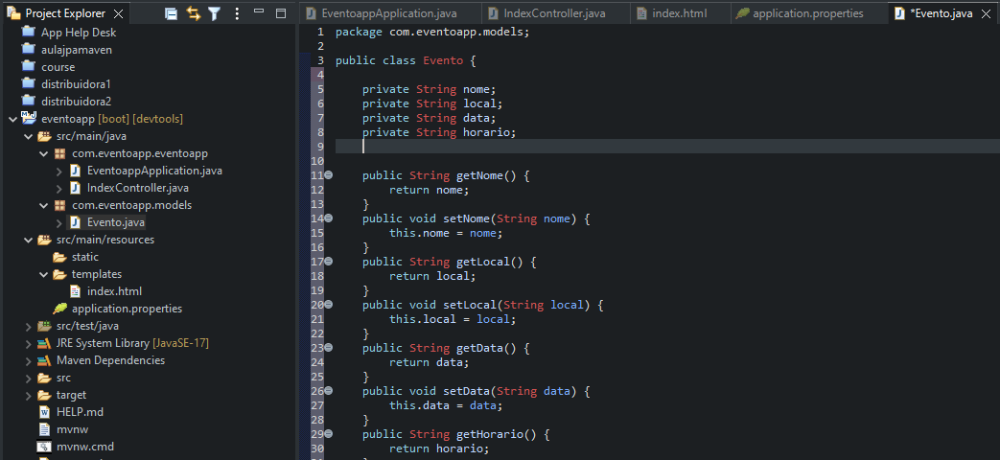 Project Explorer
App Help Desk
aulajpamaven
course
distribuidora1
distribuidora2
eventoapp [boot] [devtools]
src/main/java
com.eventoapp.eventoapp
EventoappApplication.java
IndexController.java
com.eventoapp.models
Evento.java
src/main/resources
static
templates
index.html
application.properties
src/test/java
JRE System Library [JavaSE-17]
Maven Dependencies
src
target
HELP.md
mvnw
mvnw.cmd
EventoappApplication.java
IndexController.java
index.html
application.properties
*Evento.java
1 package com.eventoapp.models;
2
3 public class Evento {
4
5 private String nome;
6 private String local;
7 private String data;
8 private String horario;
9
10
11 public String getNome() {
12 return nome;
13 }
14 public void setNome(String nome) {
15 this.nome = nome;
16 }
17 public String getLocal() {
18 return local;
19 }
20 public void setLocal(String local) {
21 this.local = local;
22 }
23 public String getData() {
24 return data;
25 }
26 public void setData(String data) {
27 this.data = data;
28 }
29 public String getHorario() {
30 return horario;